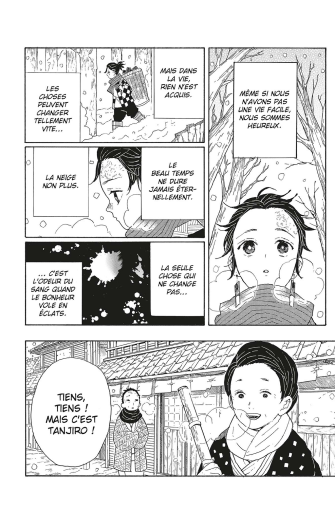 MÊME SI NOUS
N'AVONS PAS
UNE VIE FACILE,
NOUS SOMMES
HEUREUX.
MAIS DANS
LA VIE,
RIEN N'EST
ACQUIS.
LES
CHOSES
PEUVENT
CHANGER
TELLEMENT
VITE...
LE
BEAU TEMPS
NE DURE
JAMAIS ÉTER-
NELLEMENT.
LA NEIGE
NON PLUS.
LA SEULE
CHOSE QUI
NE CHANGE
PAS...
... C'EST
L'ODEUR DU
SANG QUAND
LE BONHEUR
VOLE EN
ÉCLATS.
TIENS,
TIENS !
MAIS C'EST
TANJIRO !